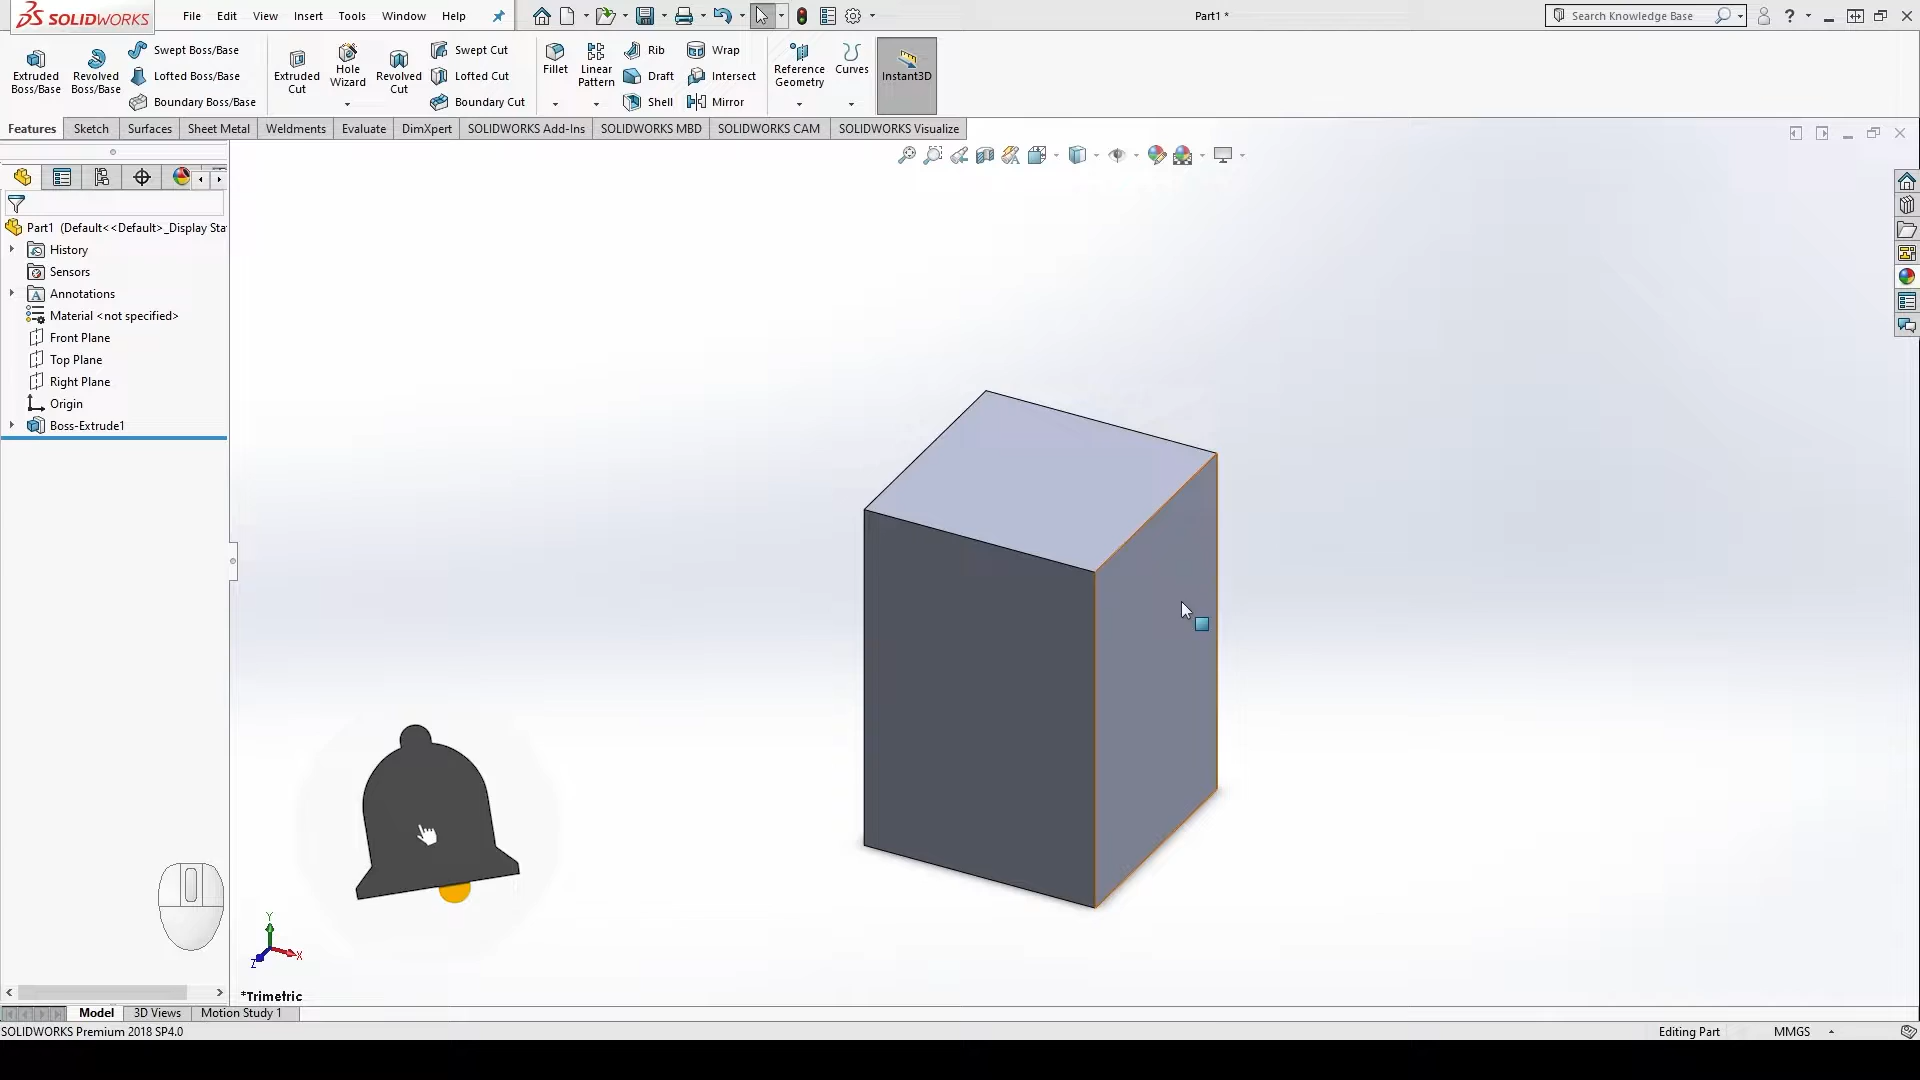 SOLIDWORKS File Edit View Insert Tools Window Help Part1 * Search Knowledge Base ?
Extruded Boss/Base
Revolved Boss/Base
Swept Boss/Base
Lofted Boss/Base
Boundary Boss/Base
Extruded Cut
Hole Wizard
Revolved Cut
Swept Cut
Lofted Cut
Boundary Cut
Fillet
Linear Pattern
Rib
Draft
Shell
Wrap
Intersect
Mirror
Reference Geometry
Curves
Instant3D
Features Sketch Surfaces Sheet Metal Weldments Evaluate DimXpert SOLIDWORKS Add-Ins SOLIDWORKS MBD SOLIDWORKS CAM SOLIDWORKS Visualize
Part1 (Default<<Default>_Display Sta
History
Sensors
Annotations
Material <not specified>
Front Plane
Top Plane
Right Plane
Origin
Boss-Extrude1
Y
X
Z
*Trimetric
Model 3D Views Motion Study 1
SOLIDWORKS Premium 2018 SP4.0 Editing Part MMGS